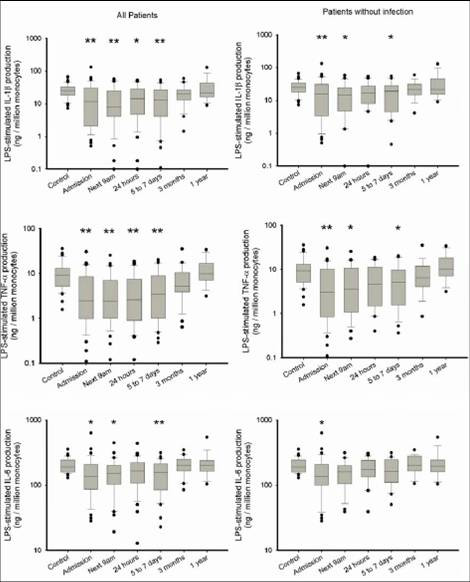 All Patients
Patients without infection
LPS-stimulated IL-1β production
(ng / million monocytes)
1000
100
10
1
0.1
** ** * **
Control Admission Next 9am 24 hours 5 to 7 days 3 months 1 year
LPS-stimulated IL-1β production
(ng / million monocytes)
1000
100
10
1
0.1
** * *
Control Admission Next 9am 24 hours 5 to 7 days 3 months 1 year
LPS-stimulated TNF-α production
(ng / million monocytes)
100
10
1
0.1
** ** ** **
Control Admission Next 9am 24 hours 5 to 7 days 3 months 1 year
LPS-stimulated TNF-α production
(ng / million monocytes)
100
10
1
0.1
** * *
Control Admission Next 9am 24 hours 5 to 7 days 3 months 1 year
LPS-stimulated IL-6 production
(ng / million monocytes)
1000
100
10
* * **
Control Admission Next 9am 24 hours 5 to 7 days 3 months 1 year
LPS-stimulated IL-6 production
(ng / million monocytes)
1000
100
10
*
Control Admission Next 9am 24 hours 5 to 7 days 3 months 1 year